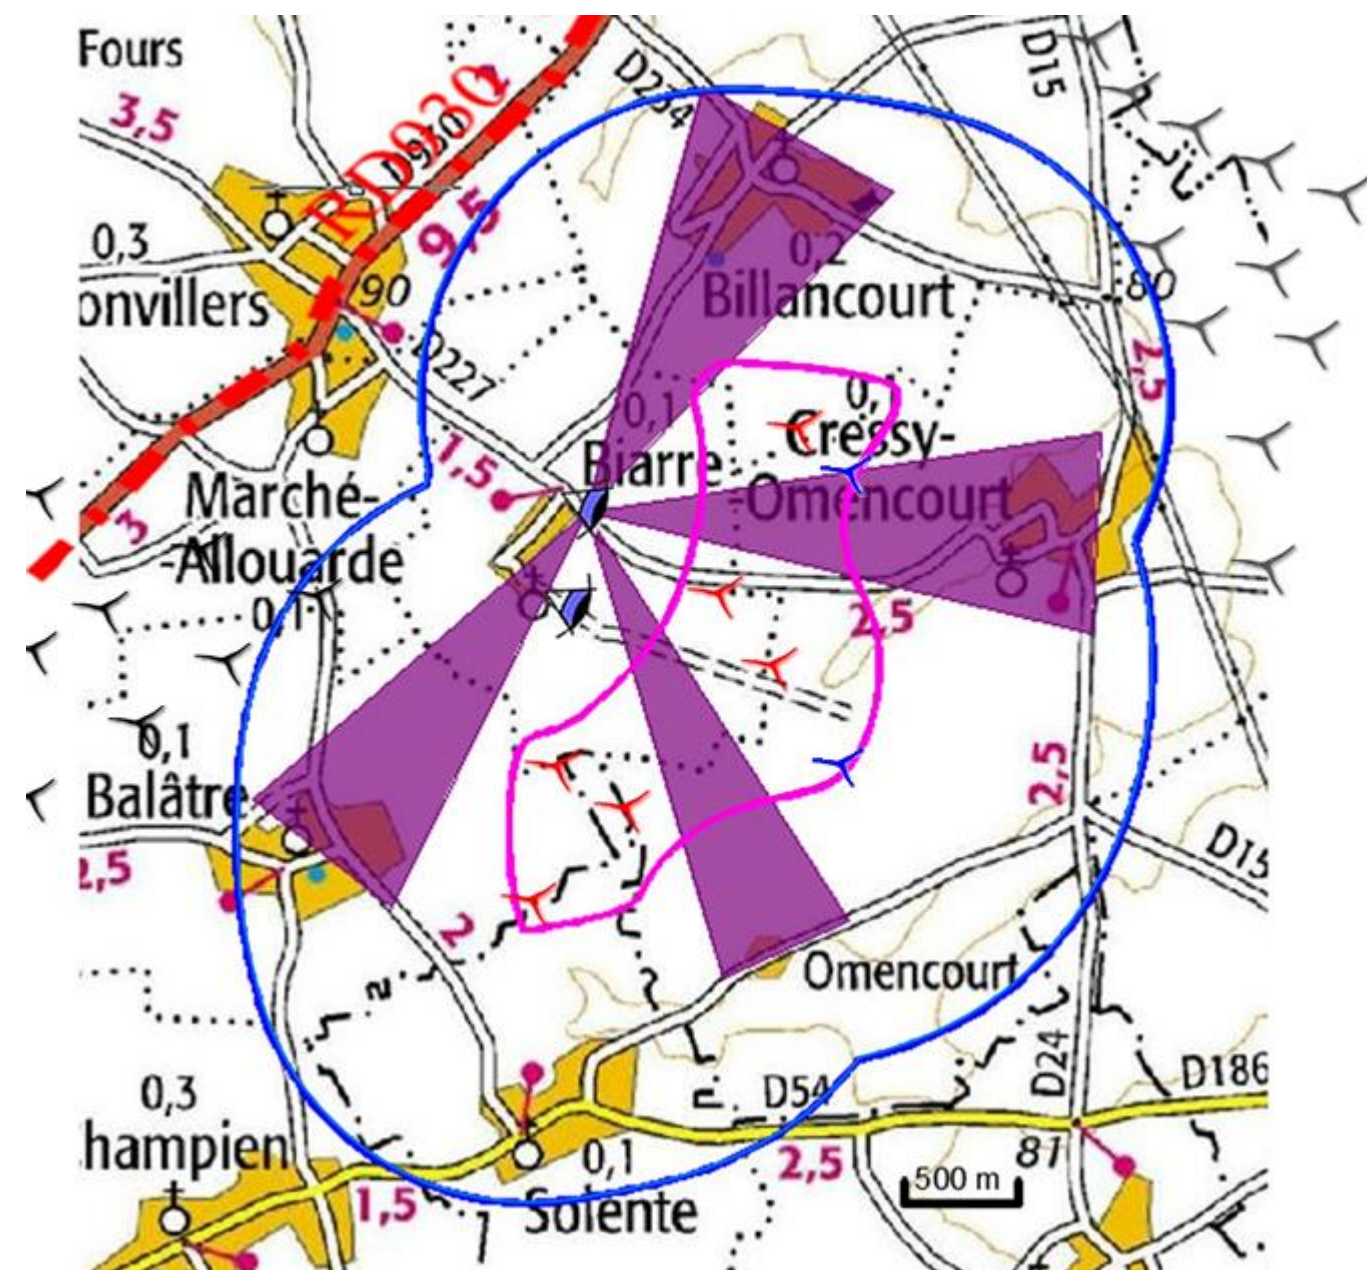 Fours
D234
D15
3,5
RD930
D930
9,5
0,3
0,2
90
80
onvillers
Billancourt
D227
2,5
0,1
0,
Cressy-
1,5
Biarre
Marché-
-Omencourt
3
-Allouarde
0,1
2,5
0,1
Balâtre
2,5
2,5
D15
2
Omencourt
D24
D186
0,3
D54
hampien
0,1
2,5
81
500 m
1,5
Solente